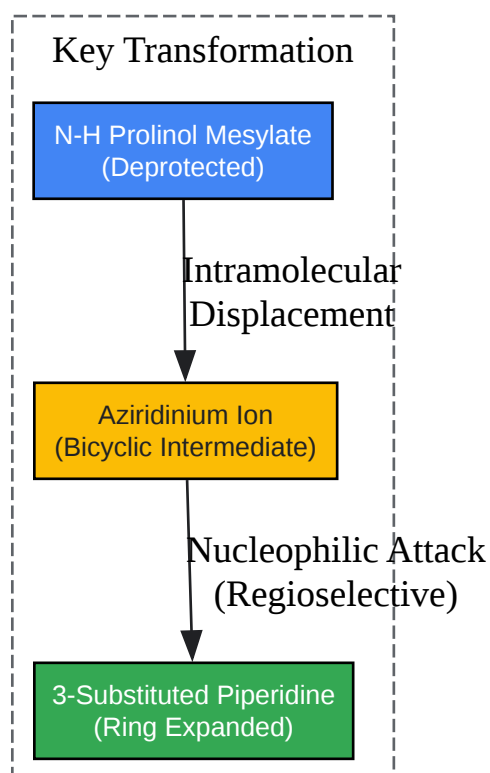 Key Transformation
N-H Prolinol Mesylate
(Deprotected)
Intramolecular
Displacement
Aziridinium Ion
(Bicyclic Intermediate)
Nucleophilic Attack
(Regioselective)
3-Substituted Piperidine
(Ring Expanded)